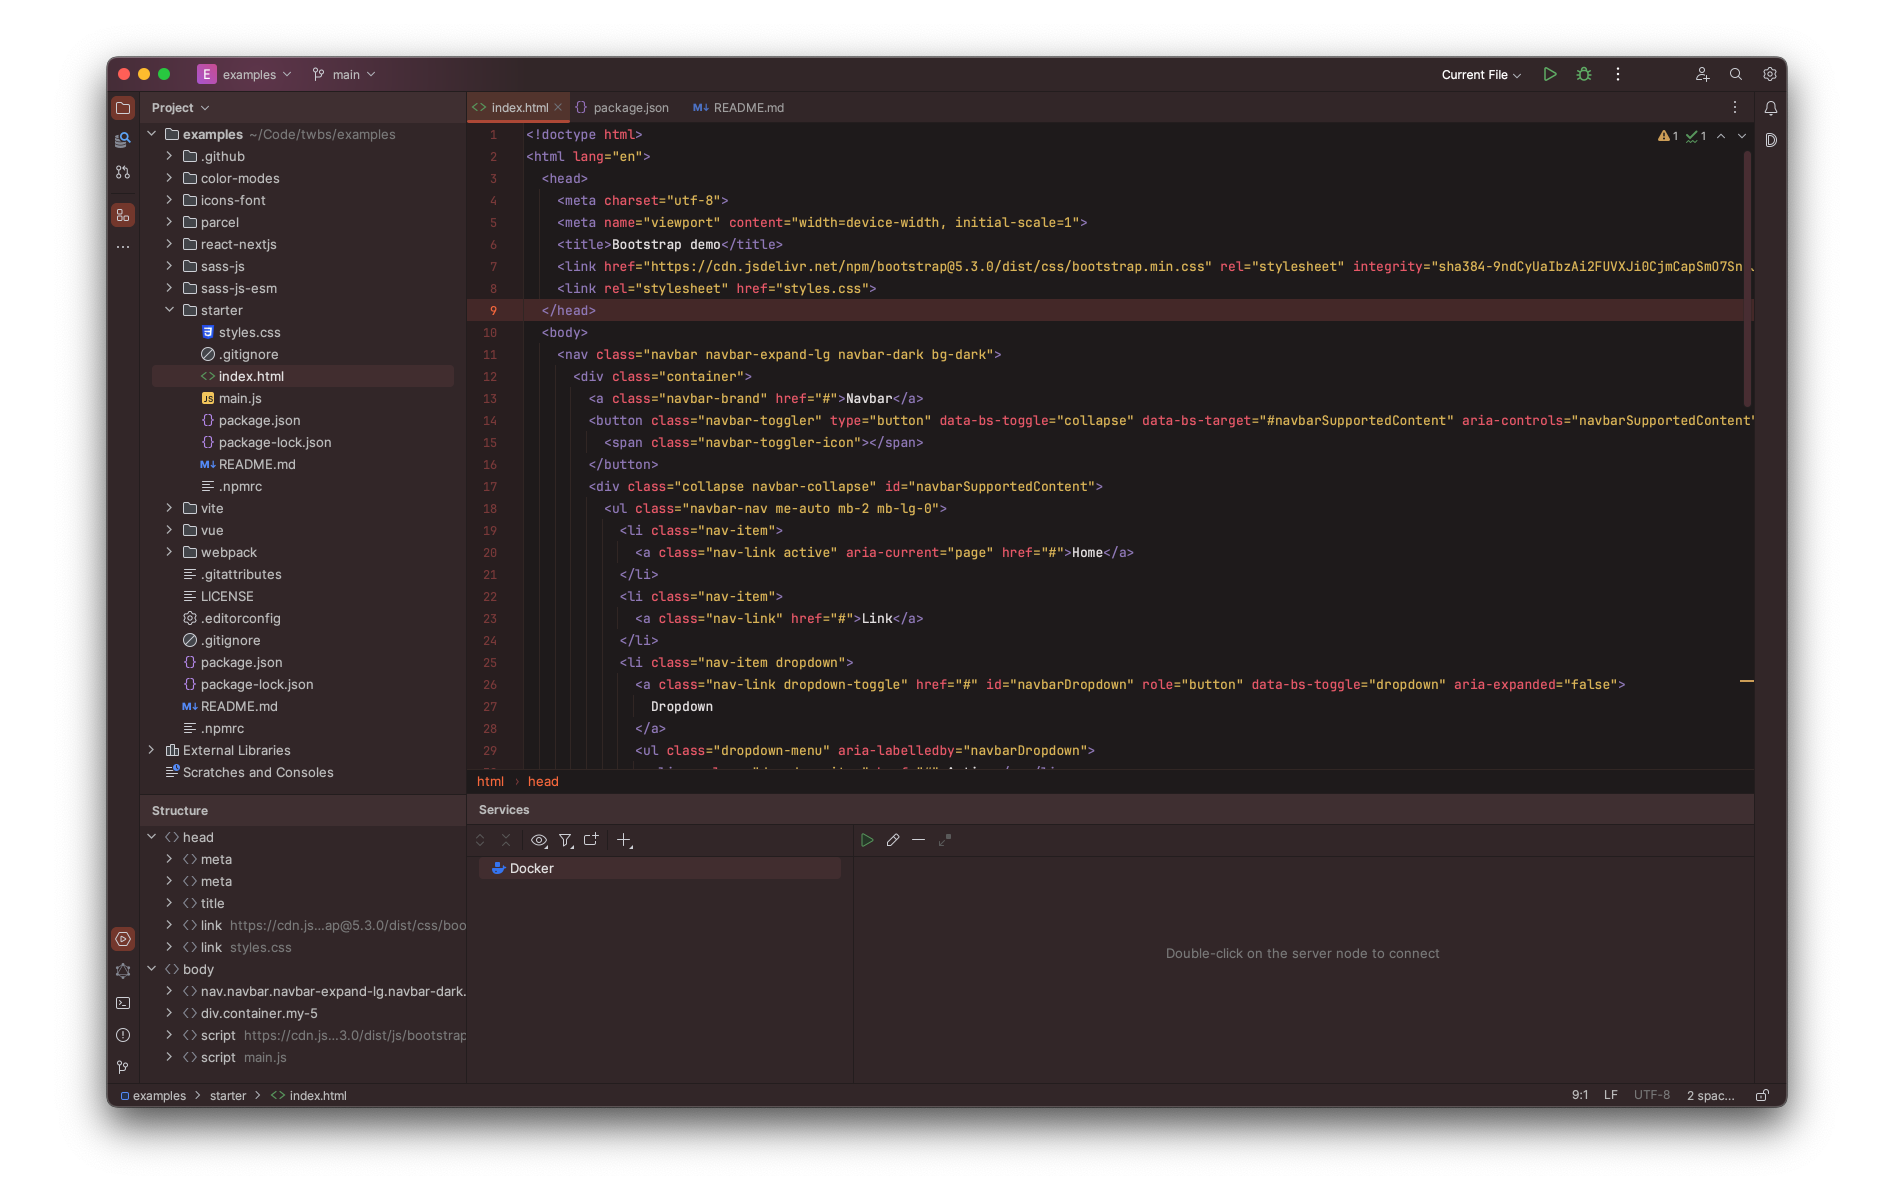 E examples main Current File
Project
examples ~/Code/twbs/examples
.github
color-modes
icons-font
parcel
react-nextjs
sass-js
sass-js-esm
starter
styles.css
.gitignore
index.html
JS main.js
package.json
package-lock.json
M↓ README.md
.npmrc
vite
vue
webpack
.gitattributes
LICENSE
.editorconfig
.gitignore
package.json
package-lock.json
M↓ README.md
.npmrc
External Libraries
Scratches and Consoles
Structure
head
meta
meta
title
link https://cdn.js...ap@5.3.0/dist/css/boo
link styles.css
body
nav.navbar.navbar-expand-lg.navbar-dark.
div.container.my-5
script https://cdn.js...3.0/dist/js/bootstrap
script main.js
index.html package.json M↓ README.md
1 1
1 <!doctype html>
2 <html lang="en">
3 <head>
4 <meta charset="utf-8">
5 <meta name="viewport" content="width=device-width, initial-scale=1">
6 <title>Bootstrap demo</title>
7 <link href="https://cdn.jsdelivr.net/npm/bootstrap@5.3.0/dist/css/bootstrap.min.css" rel="stylesheet" integrity="sha384-9ndCyUaIbzAi2FUVXJi0CjmCapSmO7Sn
8 <link rel="stylesheet" href="styles.css">
9 </head>
10 <body>
11 <nav class="navbar navbar-expand-lg navbar-dark bg-dark">
12 <div class="container">
13 <a class="navbar-brand" href="#">Navbar</a>
14 <button class="navbar-toggler" type="button" data-bs-toggle="collapse" data-bs-target="#navbarSupportedContent" aria-controls="navbarSupportedContent"
15 <span class="navbar-toggler-icon"></span>
16 </button>
17 <div class="collapse navbar-collapse" id="navbarSupportedContent">
18 <ul class="navbar-nav me-auto mb-2 mb-lg-0">
19 <li class="nav-item">
20 <a class="nav-link active" aria-current="page" href="#">Home</a>
21 </li>
22 <li class="nav-item">
23 <a class="nav-link" href="#">Link</a>
24 </li>
25 <li class="nav-item dropdown">
26 <a class="nav-link dropdown-toggle" href="#" id="navbarDropdown" role="button" data-bs-toggle="dropdown" aria-expanded="false">
27 Dropdown
28 </a>
29 <ul class="dropdown-menu" aria-labelledby="navbarDropdown">
html › head
Services
Docker
Double-click on the server node to connect
examples > starter > index.html 9:1 LF UTF-8 2 spac...